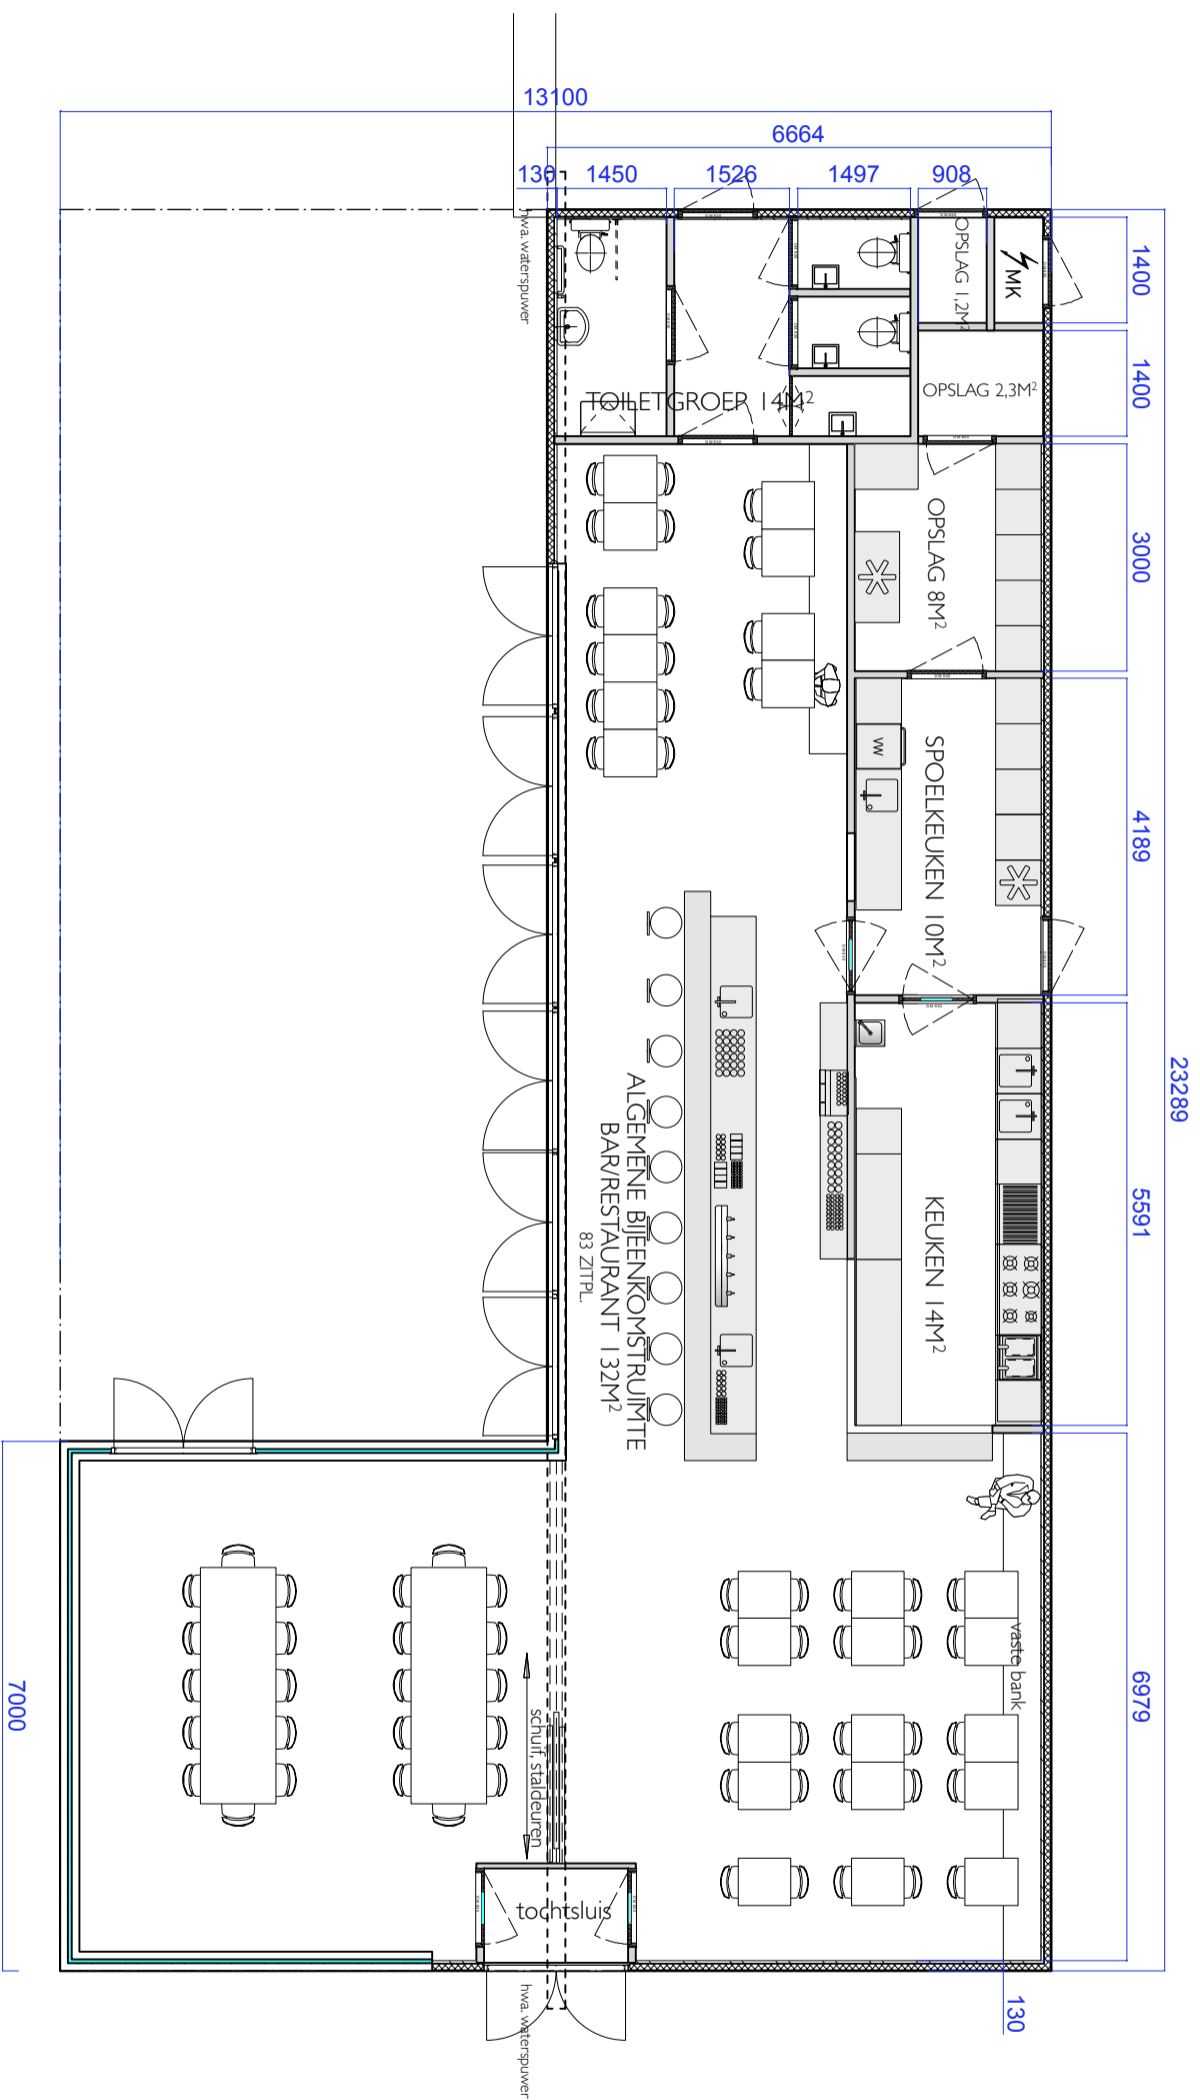 13100
6664
130
1450
1526
1497
908
hwa. waterspuwer
OPSLAG 1,2M²
MK
1400
OPSLAG 2,3M²
1400
TOILETGROEP 14M²
OPSLAG 8M²
3000
VW
SPOELKEUKEN 10M²
4189
23289
ALGEMENE BIJEENKOMSTRUIMTE
BAR/RESTAURANT 132M²
83 ZITPL.
KEUKEN 14M²
5591
vaste bank
6979
7000
schuif, staldeuren
tochtsluis
hwa. waterspuwer
130